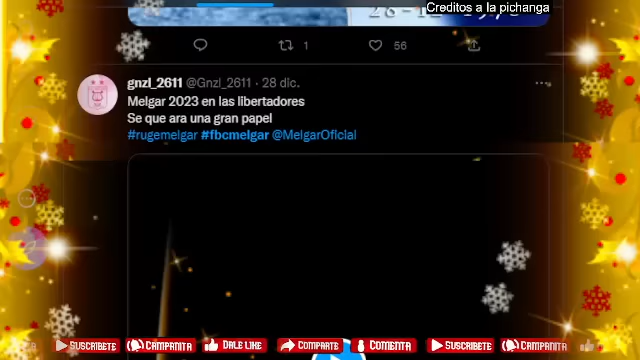 Creditos a la pichanga
1
56
gnzl_2611 @Gnzl_2611 · 28 dic.
Melgar 2023 en las libertadores
Se que ara una gran papel
#rugemelgar #fbcmelgar @MelgarOficial
SUSCRIBETE CAMPANITA DALE LIKE COMPARTE COMENTA SUSCRIBETE CAMPANITA